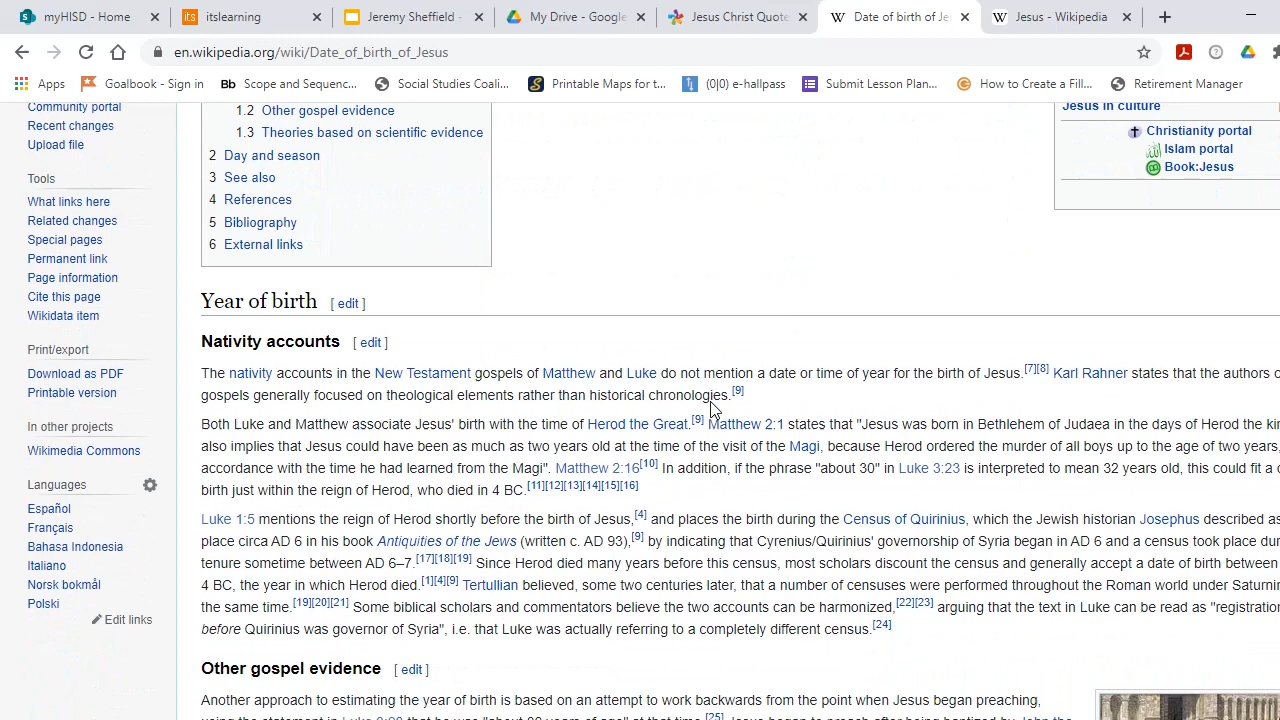 myHISD - Home
itslearning
Jeremy Sheffield -
My Drive - Google
Jesus Christ Quote
Date of birth of Je
Jesus - Wikipedia
en.wikipedia.org/wiki/Date_of_birth_of_Jesus
Apps
Goalbook - Sign in
Bb Scope and Sequenc...
Social Studies Coali...
Printable Maps for t...
(0|0) e-hallpass
Submit Lesson Plan...
How to Create a Fill...
Retirement Manager
Community portal
Recent changes
Upload file
Tools
What links here
Related changes
Special pages
Permanent link
Page information
Cite this page
Wikidata item
Print/export
Download as PDF
Printable version
In other projects
Wikimedia Commons
Languages
Español
Français
Bahasa Indonesia
Italiano
Norsk bokmål
Polski
Edit links
1.2 Other gospel evidence
1.3 Theories based on scientific evidence
2 Day and season
3 See also
4 References
5 Bibliography
6 External links
Jesus in culture
Christianity portal
Islam portal
Book:Jesus
Year of birth [ edit ]
Nativity accounts [ edit ]
The nativity accounts in the New Testament gospels of Matthew and Luke do not mention a date or time of year for the birth of Jesus.[7][8] Karl Rahner states that the authors o
gospels generally focused on theological elements rather than historical chronologies.[9]
Both Luke and Matthew associate Jesus' birth with the time of Herod the Great.[9] Matthew 2:1 states that "Jesus was born in Bethlehem of Judaea in the days of Herod the kin
also implies that Jesus could have been as much as two years old at the time of the visit of the Magi, because Herod ordered the murder of all boys up to the age of two years,
accordance with the time he had learned from the Magi". Matthew 2:16[10] In addition, if the phrase "about 30" in Luke 3:23 is interpreted to mean 32 years old, this could fit a d
birth just within the reign of Herod, who died in 4 BC.[11][12][13][14][15][16]
Luke 1:5 mentions the reign of Herod shortly before the birth of Jesus,[4] and places the birth during the Census of Quirinius, which the Jewish historian Josephus described as
place circa AD 6 in his book Antiquities of the Jews (written c. AD 93),[9] by indicating that Cyrenius/Quirinius' governorship of Syria began in AD 6 and a census took place dur
tenure sometime between AD 6–7.[17][18][19] Since Herod died many years before this census, most scholars discount the census and generally accept a date of birth between
4 BC, the year in which Herod died.[1][4][9] Tertullian believed, some two centuries later, that a number of censuses were performed throughout the Roman world under Saturni
the same time.[19][20][21] Some biblical scholars and commentators believe the two accounts can be harmonized,[22][23] arguing that the text in Luke can be read as "registratio
before Quirinius was governor of Syria", i.e. that Luke was actually referring to a completely different census.[24]
Other gospel evidence [ edit ]
Another approach to estimating the year of birth is based on an attempt to work backwards from the point when Jesus began preaching,